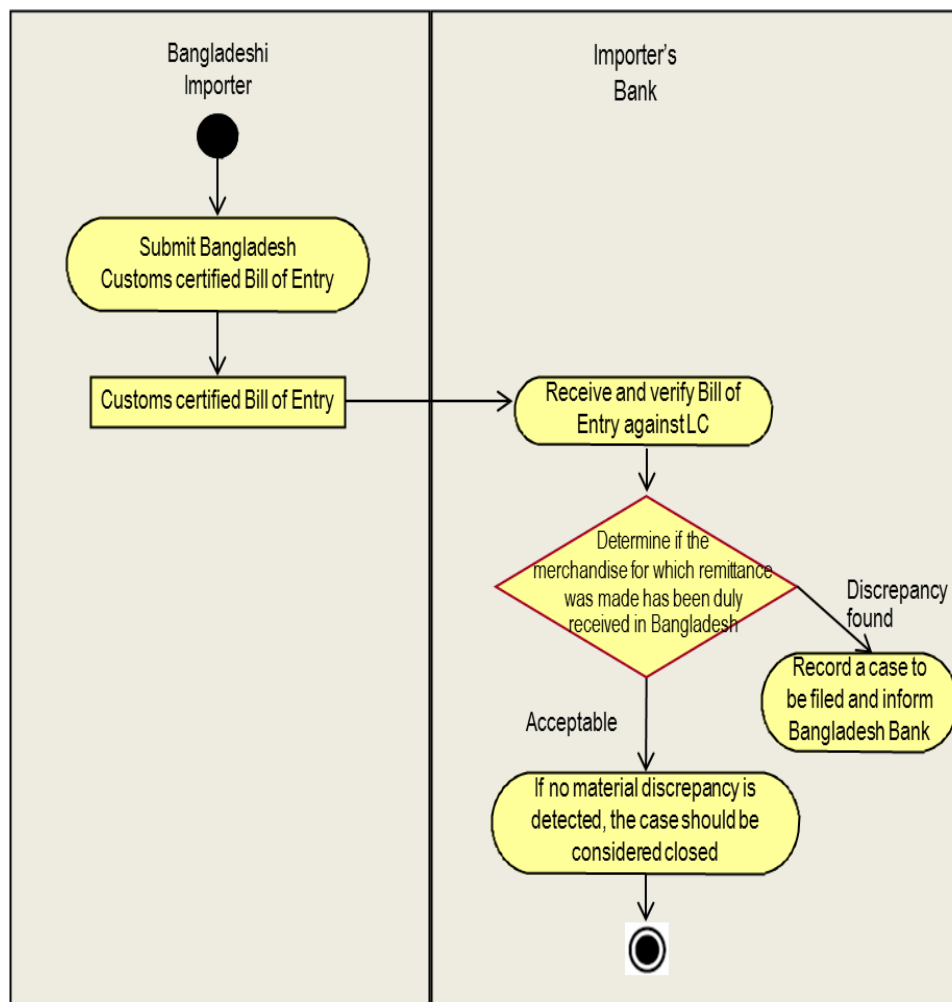 Bangladeshi
Importer
Importer's
Bank
Submit Bangladesh
Customs certified Bill of Entry
Customs certified Bill of Entry
Receive and verify Bill of
Entry against LC
Determine if the
merchandise for which remittance
was made has been duly
received in Bangladesh
Discrepancy
found
Record a case to
be filed and inform
Bangladesh Bank
Acceptable
If no material discrepancy is
detected, the case should be
considered closed